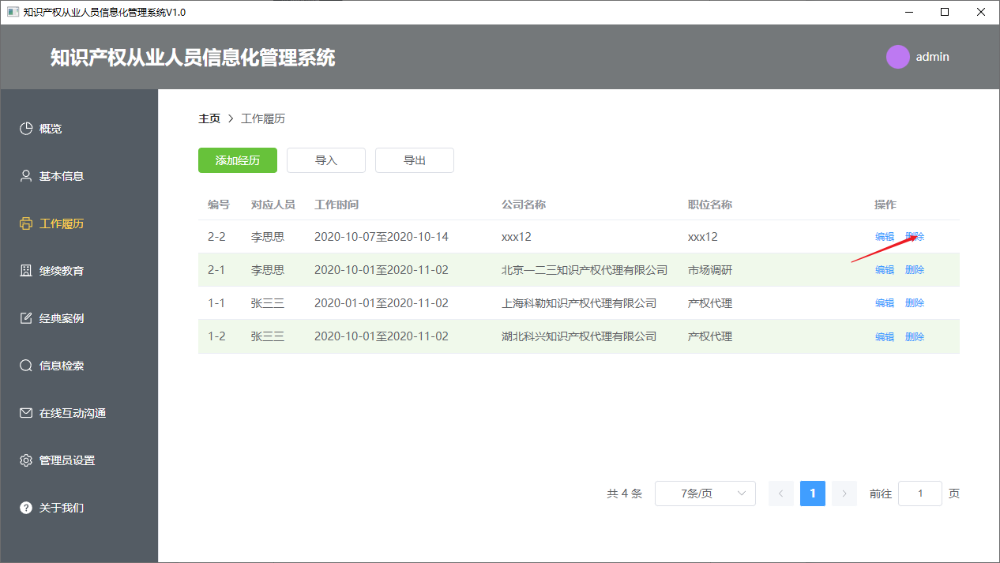 知识产权从业人员信息化管理系统V1.0
知识产权从业人员信息化管理系统
admin
概览
基本信息
工作履历
继续教育
经典案例
信息检索
在线互动沟通
管理员设置
关于我们
主页 > 工作履历
添加经历 导入 导出
编号 对应人员 工作时间 公司名称 职位名称 操作
2-2 李思思 2020-10-07至2020-10-14 xxx12 xxx12 编辑 删除
2-1 李思思 2020-10-01至2020-11-02 北京一二三知识产权代理有限公司 市场调研 编辑 删除
1-1 张三三 2020-01-01至2020-11-02 上海科勒知识产权代理有限公司 产权代理 编辑 删除
1-2 张三三 2020-10-01至2020-11-02 湖北科兴知识产权代理有限公司 产权代理 编辑 删除
共 4 条 7条/页 < 1 > 前往 1 页